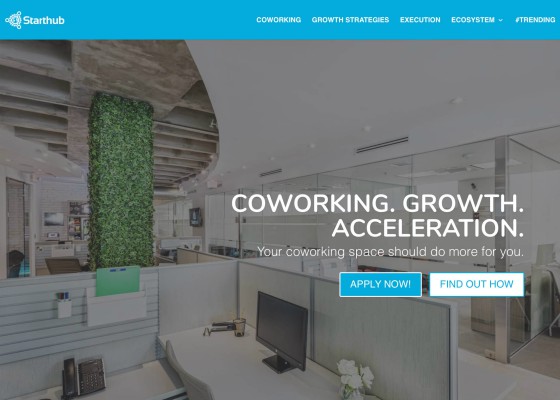 Starthub
COWORKING GROWTH STRATEGIES EXECUTION ECOSYSTEM #TRENDING
COWORKING. GROWTH.
ACCELERATION.
Your coworking space should do more for you.
APPLY NOW! FIND OUT HOW